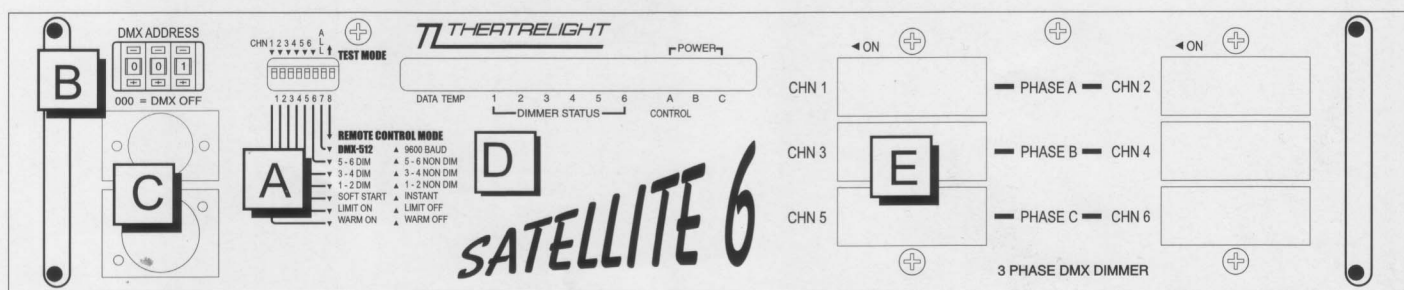 DMX ADDRESS
B
0 0 1
000 = DMX OFF
C
CHN 1 2 3 4 5 6 ALL
TEST MODE
1 2 3 4 5 6 7 8
REMOTE CONTROL MODE
DMX-512 ▲ 9600 BAUD
▼ 5 - 6 DIM ▲ 5 - 6 NON DIM
▼ 3 - 4 DIM ▲ 3 - 4 NON DIM
▼ 1 - 2 DIM ▲ 1 - 2 NON DIM
▼ SOFT START ▲ INSTANT
▼ LIMIT ON ▲ LIMIT OFF
▼ WARM ON ▲ WARM OFF
A
TL THEATRELIGHT
POWER
DATA TEMP 1 2 3 4 5 6 A B C
DIMMER STATUS CONTROL
D
SATELLITE 6
◄ ON ◄ ON
CHN 1 PHASE A CHN 2
CHN 3 E PHASE B CHN 4
CHN 5 PHASE C CHN 6
3 PHASE DMX DIMMER